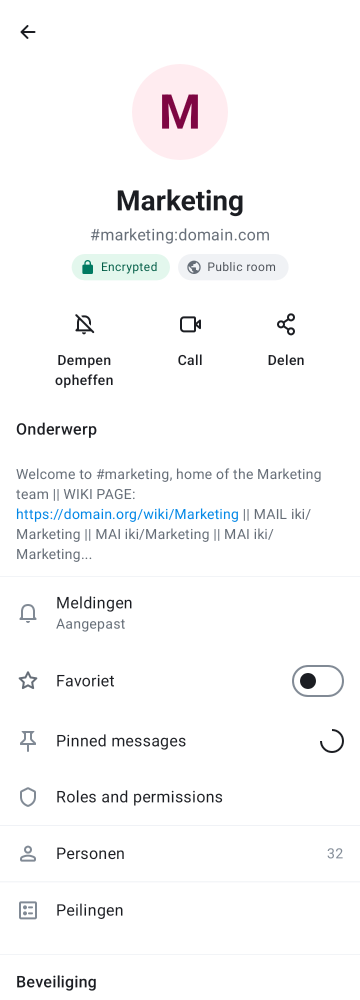 M
Marketing
#marketing:domain.com
Encrypted
Public room
Dempen
opheffen
Call
Delen
Onderwerp
Welcome to #marketing, home of the Marketing
team || WIKI PAGE:
https://domain.org/wiki/Marketing || MAIL iki/
Marketing || MAI iki/Marketing || MAI iki/
Marketing...
Meldingen
Aangepast
Favoriet
Pinned messages
Roles and permissions
Personen 32
Peilingen
Beveiliging